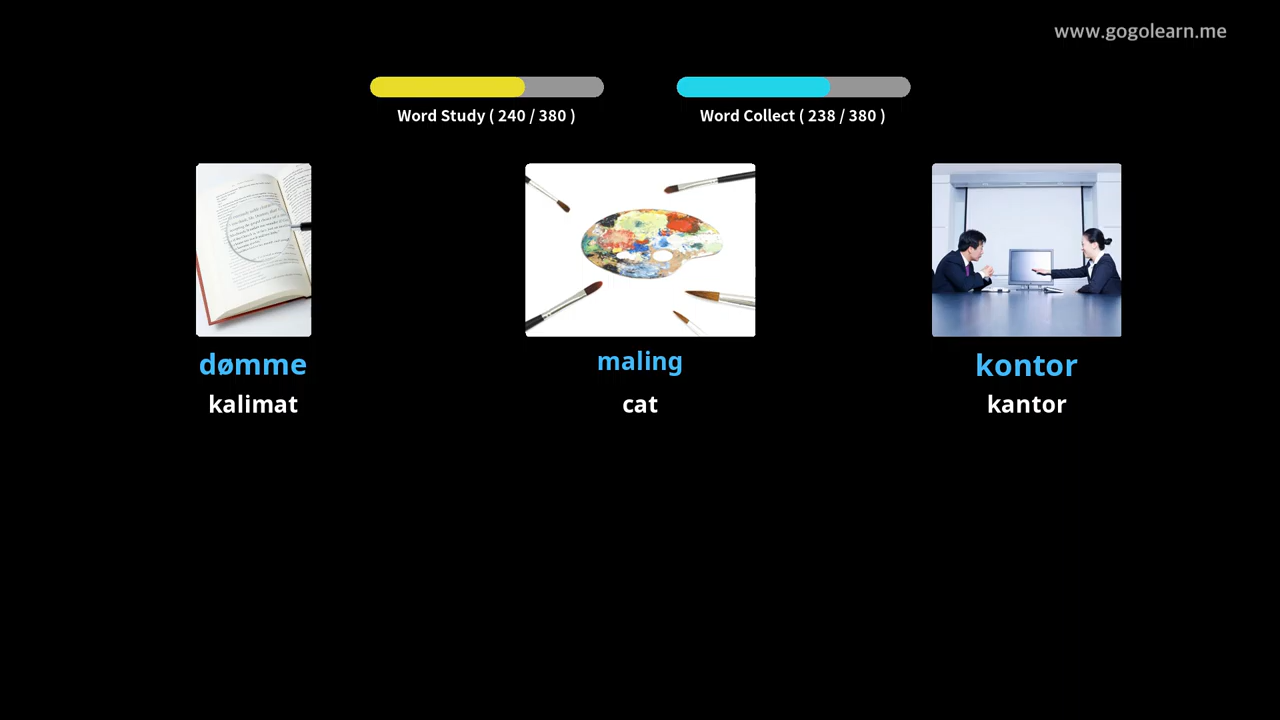 www.gogolearn.me
Word Study ( 240 / 380 )
Word Collect ( 238 / 380 )
dømme
maling
kontor
kalimat
cat
kantor